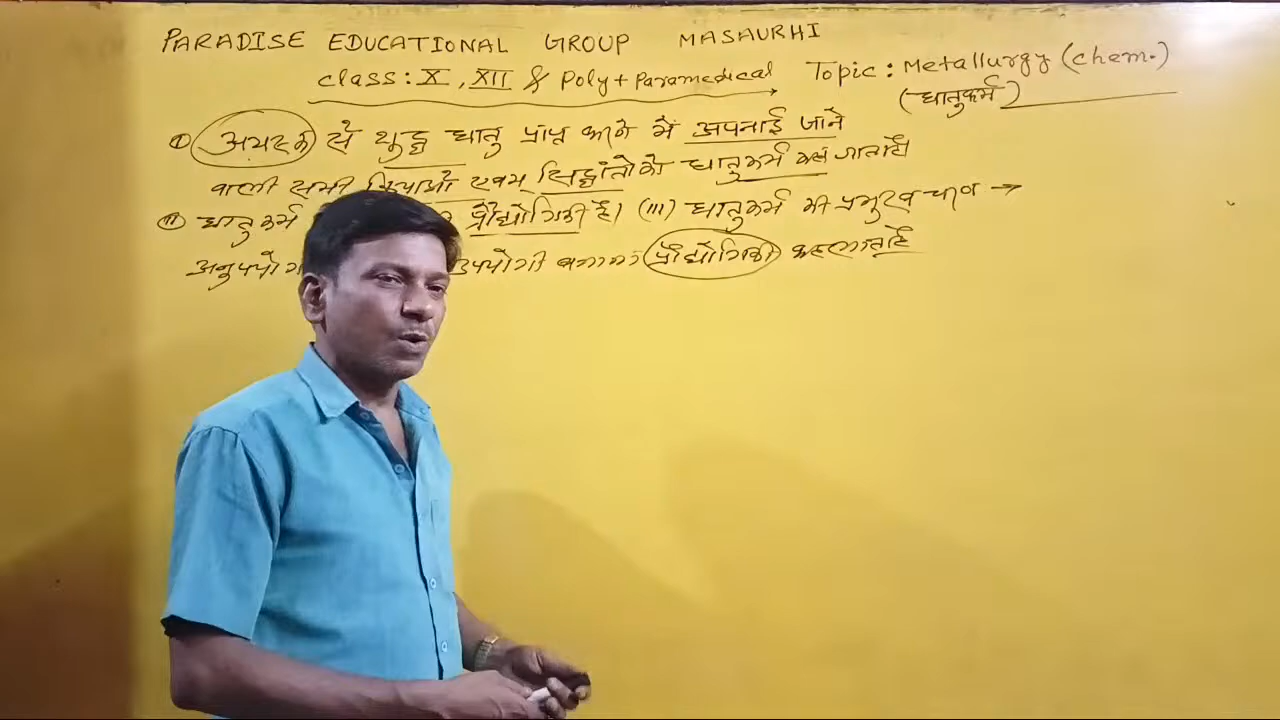 PARADISE EDUCATIONAL GROUP MASAURHI
class: X, XII & Poly+Paramedical Topic: Metallurgy (chem.)
(धातुकर्म)
(i) अयस्क से शुद्ध धातु प्राप्त करने में अपनाई जाने
वाली सभी क्रियाओं एवम् सिद्धांतो को धातुकर्म कहा जाता है
(ii) धातुकर्म प्रौद्योगिकी है। (iii) धातुकर्म की प्रमुख चरण →
उपयोगी बनाना प्रौद्योगिकी कहलाता है